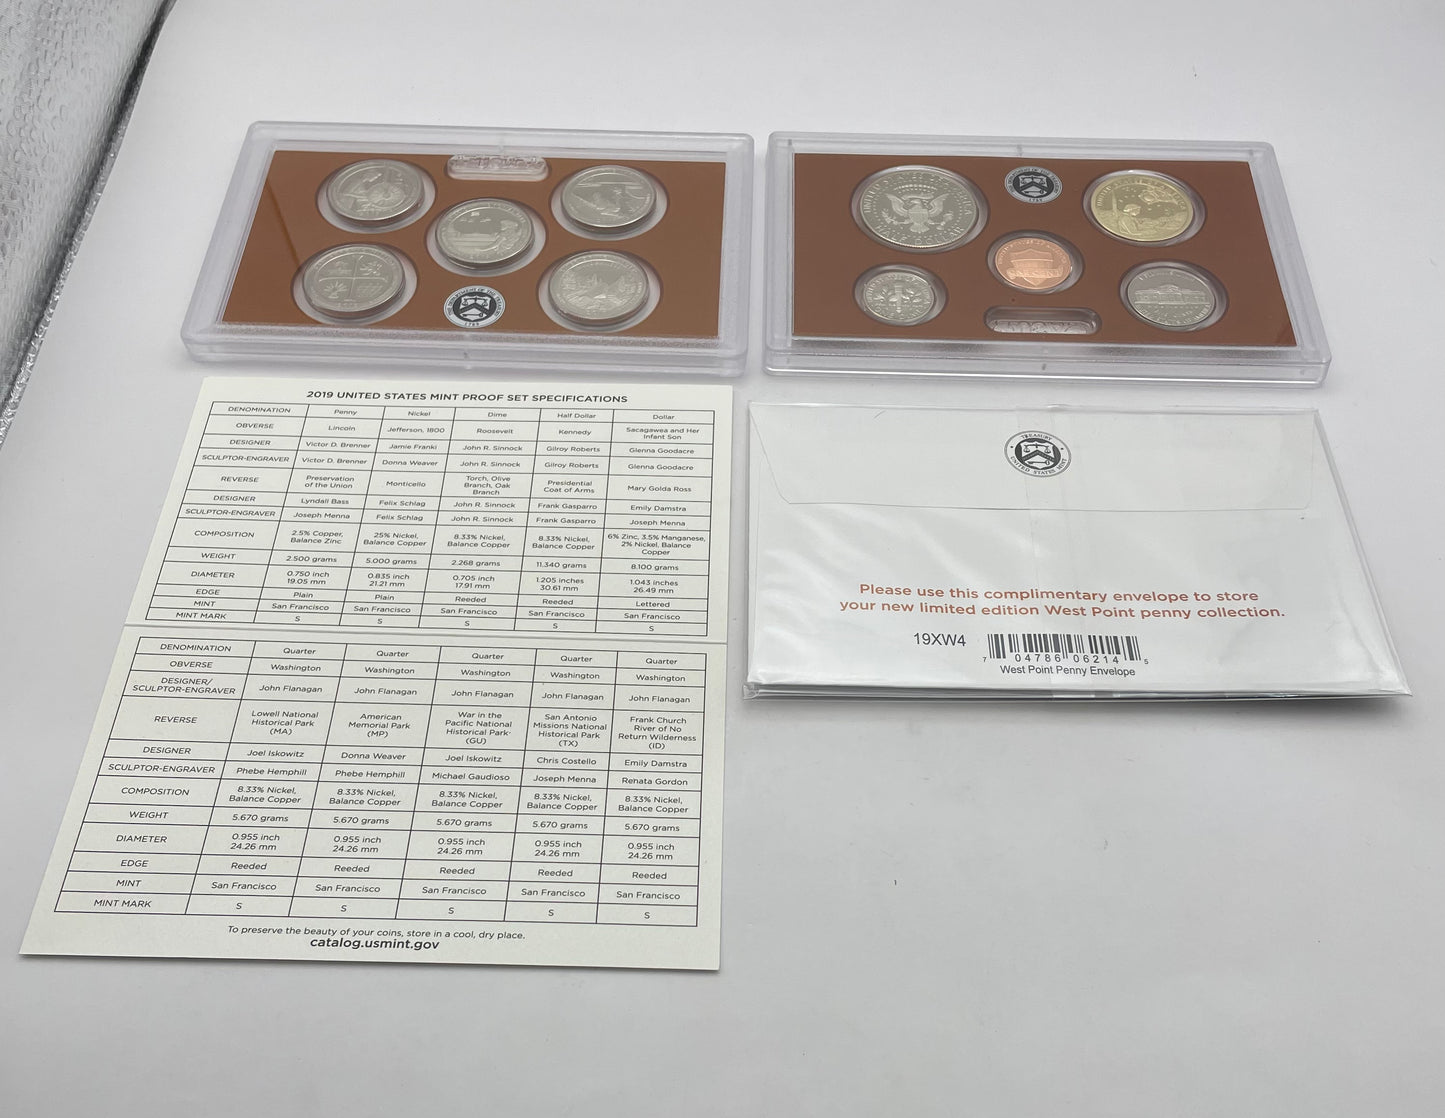 UNITED STATES OF AMERICA
HALF DOLLAR
2019 UNITED STATES MINT PROOF SET SPECIFICATIONS
DENOMINATION Penny Nickel Dime Half Dollar Dollar
OBVERSE Lincoln Jefferson, 1800 Roosevelt Kennedy Sacagawea and Her Infant Son
DESIGNER Victor D. Brenner Jamie Franki John R. Sinnock Gilroy Roberts Glenna Goodacre
SCULPTOR-ENGRAVER Victor D. Brenner Donna Weaver John R. Sinnock Gilroy Roberts Glenna Goodacre
REVERSE Preservation of the Union Monticello Torch, Olive Branch, Oak Branch Presidential Coat of Arms Mary Golda Ross
DESIGNER Lyndall Bass Felix Schlag John R. Sinnock Frank Gasparro Emily Damstra
SCULPTOR-ENGRAVER Joseph Menna Felix Schlag John R. Sinnock Frank Gasparro Joseph Menna
COMPOSITION 2.5% Copper, Balance Zinc 25% Nickel, Balance Copper 8.33% Nickel, Balance Copper 8.33% Nickel, Balance Copper 6% Zinc, 3.5% Manganese, 2% Nickel, Balance Copper
WEIGHT 2.500 grams 5.000 grams 2.268 grams 11.340 grams 8.100 grams
DIAMETER 0.750 inch 19.05 mm 0.835 inch 21.21 mm 0.705 inch 17.91 mm 1.205 inches 30.61 mm 1.043 inches 26.49 mm
EDGE Plain Plain Reeded Reeded Lettered
MINT San Francisco San Francisco San Francisco San Francisco San Francisco
MINT MARK S S S S S
DENOMINATION Quarter Quarter Quarter Quarter Quarter
OBVERSE Washington Washington Washington Washington Washington
DESIGNER/ SCULPTOR-ENGRAVER John Flanagan John Flanagan John Flanagan John Flanagan John Flanagan
REVERSE Lowell National Historical Park (MA) American Memorial Park (MP) War in the Pacific National Historical Park (GU) San Antonio Missions National Historical Park (TX) Frank Church River of No Return Wilderness (ID)
DESIGNER Joel Iskowitz Donna Weaver Joel Iskowitz Chris Costello Emily Damstra
SCULPTOR-ENGRAVER Phebe Hemphill Phebe Hemphill Michael Gaudioso Joseph Menna Renata Gordon
COMPOSITION 8.33% Nickel, Balance Copper 8.33% Nickel, Balance Copper 8.33% Nickel, Balance Copper 8.33% Nickel, Balance Copper 8.33% Nickel, Balance Copper
WEIGHT 5.670 grams 5.670 grams 5.670 grams 5.670 grams 5.670 grams
DIAMETER 0.955 inch 24.26 mm 0.955 inch 24.26 mm 0.955 inch 24.26 mm 0.955 inch 24.26 mm 0.955 inch 24.26 mm
EDGE Reeded Reeded Reeded Reeded Reeded
MINT San Francisco San Francisco San Francisco San Francisco San Francisco
MINT MARK S S S S S
To preserve the beauty of your coins, store in a cool, dry place.
catalog.usmint.gov
TREASURY
UNITED STATES MINT
Please use this complimentary envelope to store
your new limited edition West Point penny collection.
19XW4
7 04786 06214 5
West Point Penny Envelope